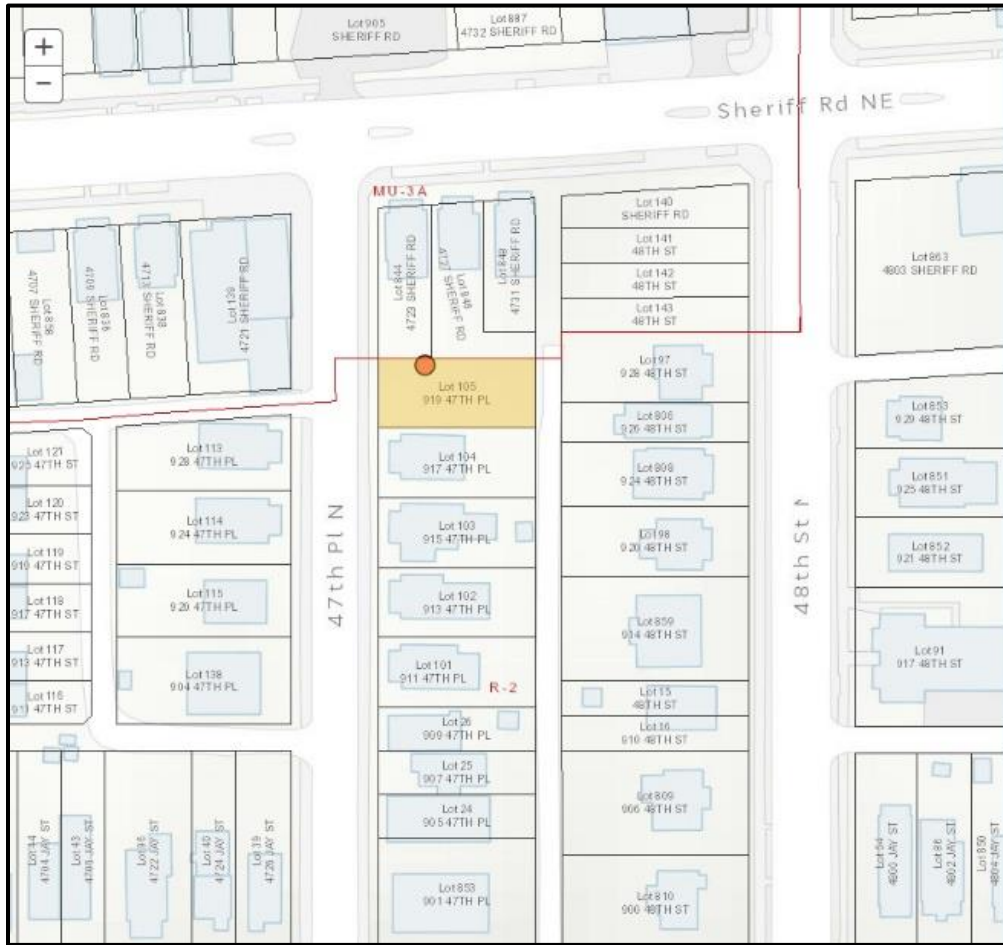 +
−
Lot 905
SHERIFF RD
Lot 887
4732 SHERIFF RD
Sheriff Rd NE
MU-3A
Lot 140
SHERIFF RD
Lot 141
48TH ST
Lot 142
48TH ST
Lot 143
48TH ST
Lot 863
4803 SHERIFF RD
Lot 858
4707 SHERIFF RD
Lot 836
4709 SHERIFF RD
Lot 838
4713 SHERIFF RD
Lot 139
4721 SHERIFF RD
Lot 844
4723 SHERIFF RD
SHERIFF RD
4731 SHERIFF RD
Lot 105
919 47TH PL
Lot 97
928 48TH ST
Lot 806
926 48TH ST
Lot 853
929 48TH ST
Lot 121
925 47TH ST
Lot 113
928 47TH PL
Lot 104
917 47TH PL
Lot 808
924 48TH ST
Lot 851
925 48TH ST
Lot 120
923 47TH ST
Lot 114
924 47TH PL
Lot 103
915 47TH PL
Lot 98
920 48TH ST
Lot 852
921 48TH ST
47th Pl N
48th St N
Lot 119
919 47TH ST
Lot 118
917 47TH ST
Lot 115
920 47TH PL
Lot 102
913 47TH PL
Lot 859
914 48TH ST
Lot 91
917 48TH ST
Lot 117
913 47TH ST
Lot 116
911 47TH ST
Lot 138
904 47TH PL
Lot 101
911 47TH PL
R-2
Lot 15
48TH ST
Lot 26
909 47TH PL
Lot 16
910 48TH ST
Lot 25
907 47TH PL
Lot 24
905 47TH PL
Lot 809
906 48TH ST
Lot 853
901 47TH PL
Lot 810
900 48TH ST
Lot 44
4704 JAY ST
Lot 43
JAY ST
4722 JAY ST
4724 JAY ST
Lot 39
4726 JAY ST
4800 JAY ST
4802 JAY ST
Lot 850
4804 JAY ST